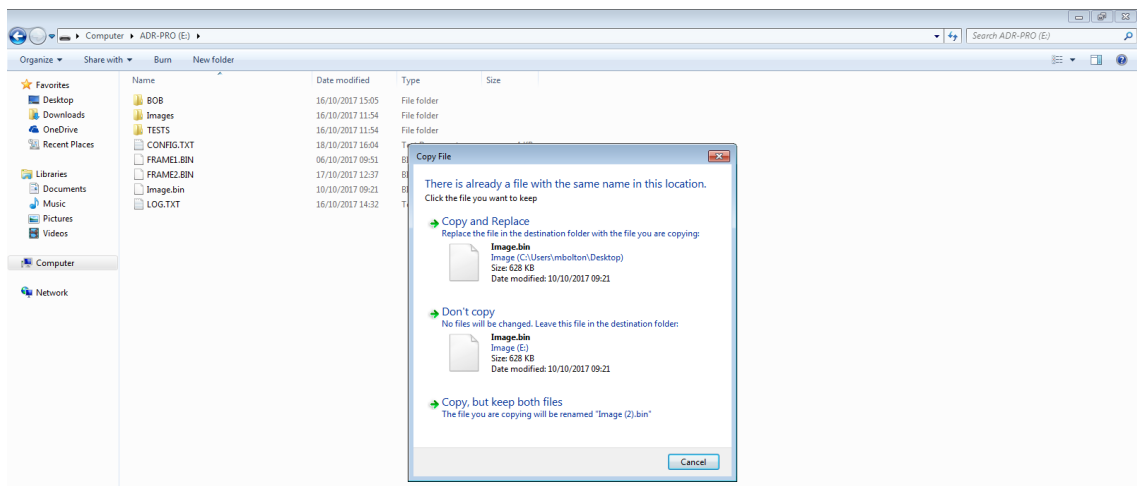 Computer ▸ ADR-PRO (E:) ▸
Search ADR-PRO (E:)
Organize Share with Burn New folder
Favorites
Desktop
Downloads
OneDrive
Recent Places
Libraries
Documents
Music
Pictures
Videos
Computer
Network
Name Date modified Type Size
BOB 16/10/2017 15:05 File folder
Images 16/10/2017 11:54 File folder
TESTS 16/10/2017 11:54 File folder
CONFIG.TXT 18/10/2017 16:04
FRAME1.BIN 06/10/2017 09:51
FRAME2.BIN 17/10/2017 12:37
Image.bin 10/10/2017 09:21
LOG.TXT 16/10/2017 14:32
Copy File
There is already a file with the same name in this location.
Click the file you want to keep
Copy and Replace
Replace the file in the destination folder with the file you are copying:
Image.bin
Image (C:\Users\mbolton\Desktop)
Size: 628 KB
Date modified: 10/10/2017 09:21
Don't copy
No files will be changed. Leave this file in the destination folder:
Image.bin
Image (E:)
Size: 628 KB
Date modified: 10/10/2017 09:21
Copy, but keep both files
The file you are copying will be renamed "Image (2).bin"
Cancel